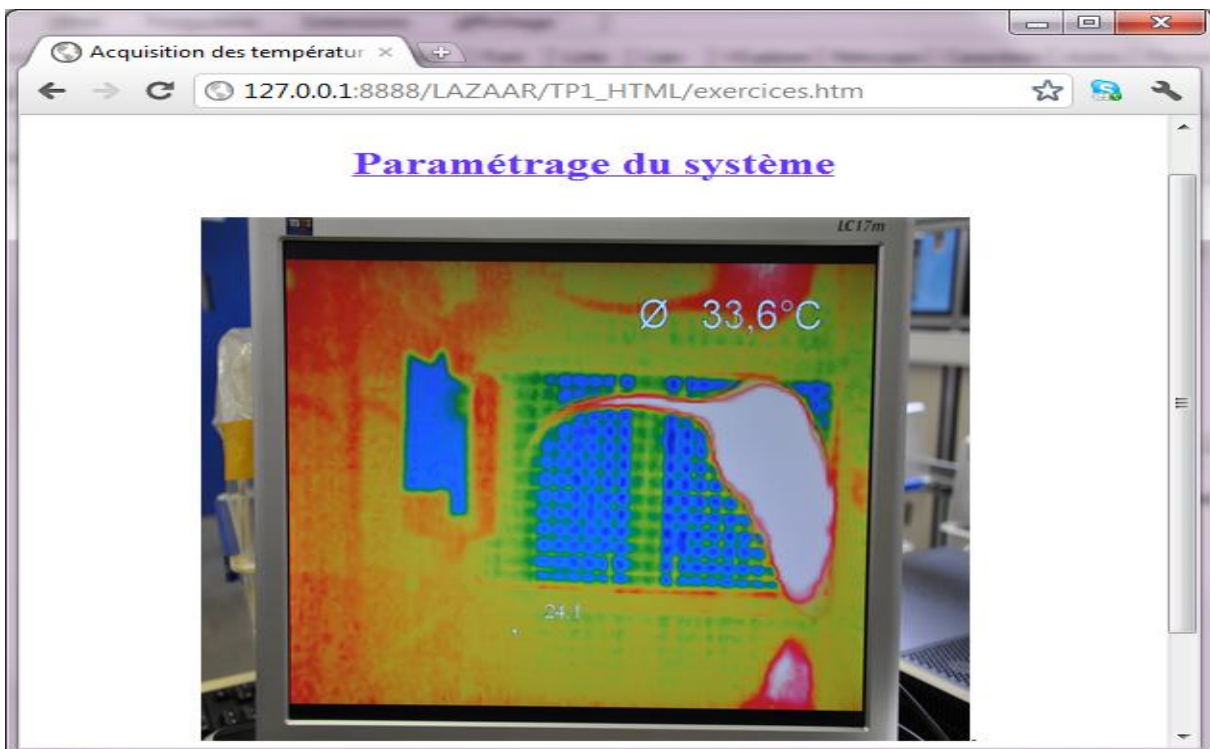 Acquisition des températur
127.0.0.1:8888/LAZAAR/TP1_HTML/exercices.htm
Paramétrage du système
LC17m
Ø 33,6°C
24.1